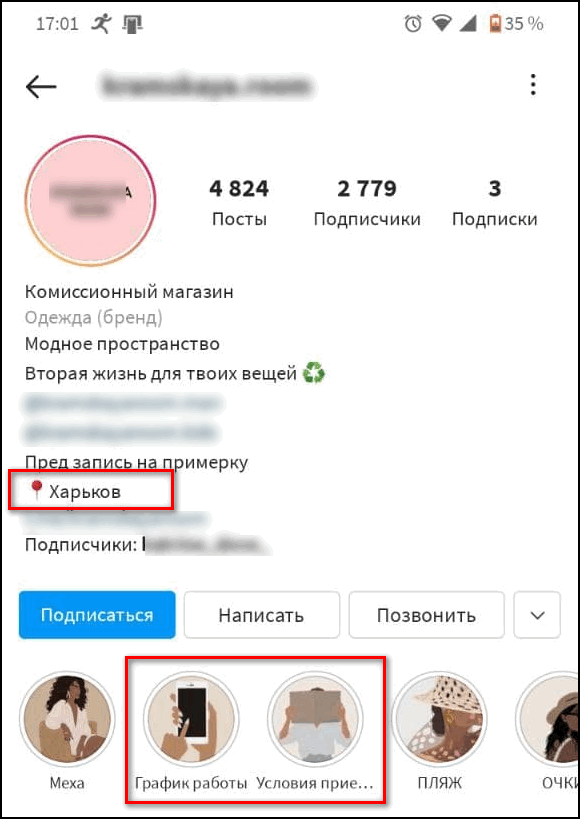 17:01 35 %
4 824 2 779 3
Посты Подписчики Подписки
Комиссионный магазин
Одежда (бренд)
Модное пространство
Вторая жизнь для твоих вещей
Пред запись на примерку
Харьков
Подписчики:
Подписаться Написать Позвонить
Меха График работы Условия прие... ПЛЯЖ ОЧКИ